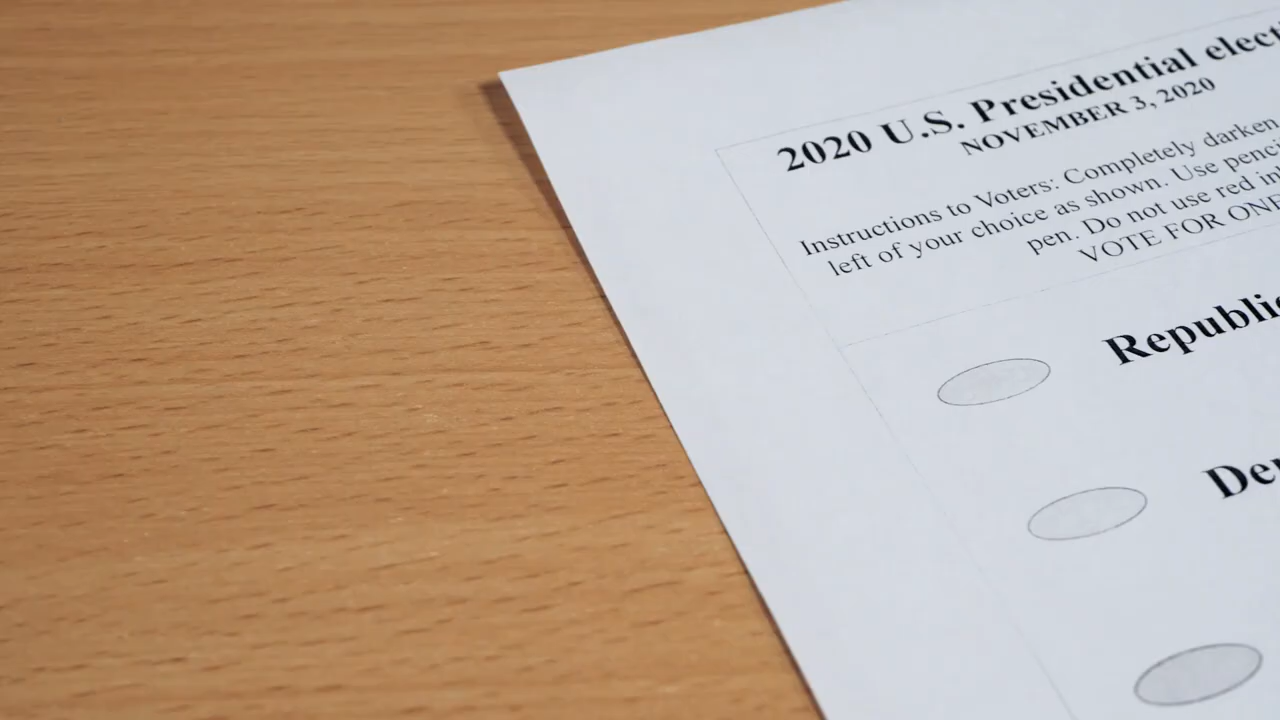 2020 U.S. Presidential elect
NOVEMBER 3, 2020
Instructions to Voters: Completely darken
left of your choice as shown. Use penci
pen. Do not use red in
VOTE FOR ONE
Republic
De